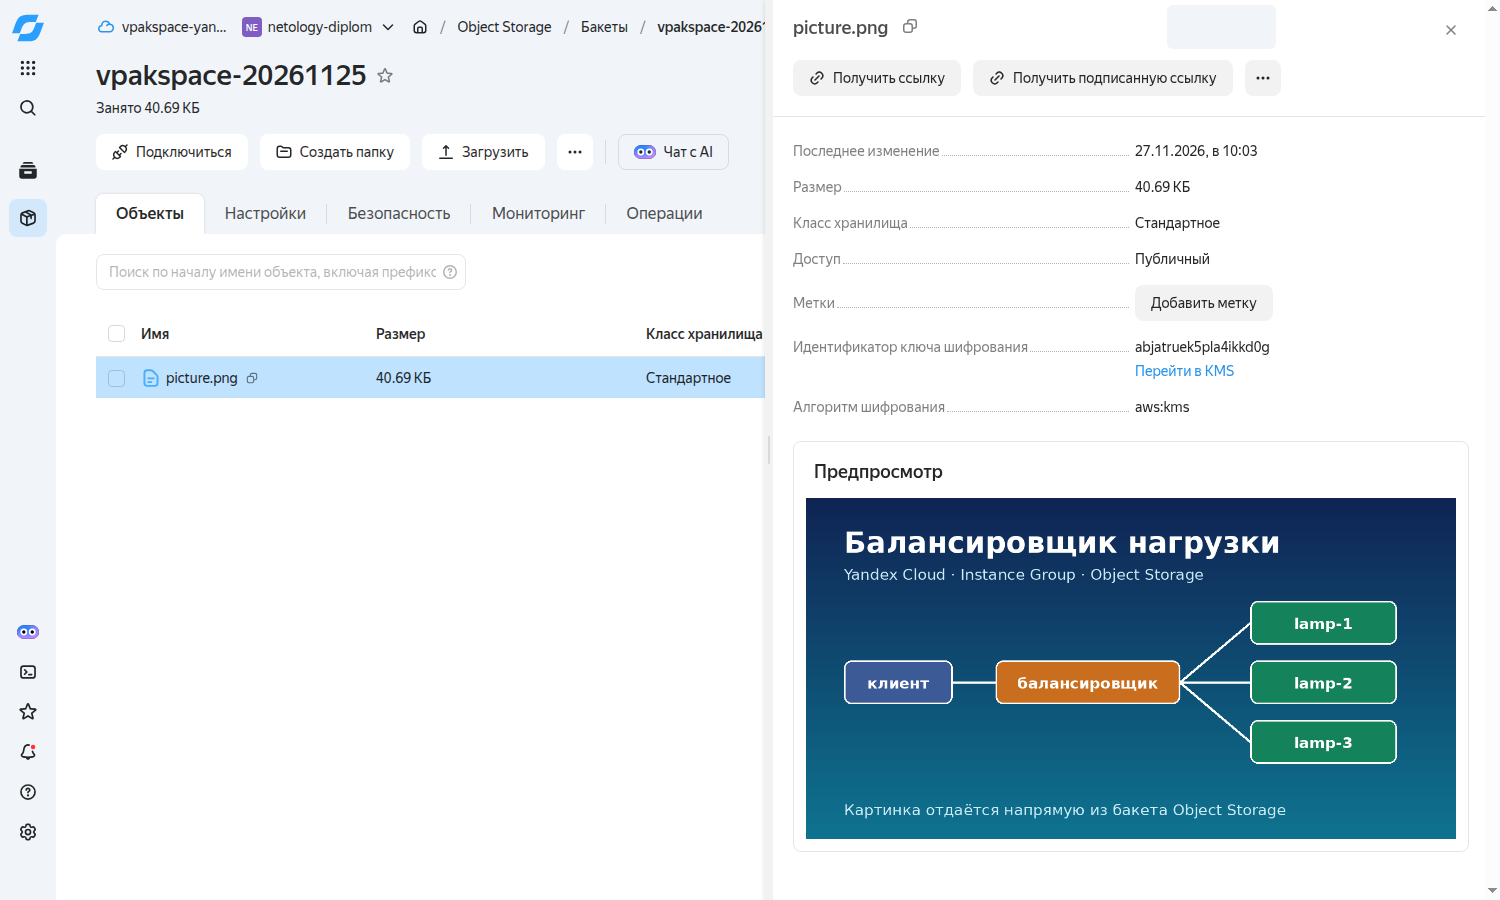 vpakspace-yan...
NE netology-diplom / Object Storage / Бакеты / vpakspace-2026
vpakspace-20261125
Занято 40.69 КБ
Подключиться
Создать папку
Загрузить
Чат с AI
Объекты
Настройки
Безопасность
Мониторинг
Операции
Поиск по началу имени объекта, включая префикс
Имя
Размер
Класс хранилища
picture.png
40.69 КБ
Стандартное
picture.png
Получить ссылку
Получить подписанную ссылку
Последнее изменение 27.11.2026, в 10:03
Размер 40.69 КБ
Класс хранилища Стандартное
Доступ Публичный
Метки Добавить метку
Идентификатор ключа шифрования abjatruek5pla4ikkd0g
Перейти в KMS
Алгоритм шифрования aws:kms
Предпросмотр
Балансировщик нагрузки
Yandex Cloud · Instance Group · Object Storage
lamp-1
клиент
балансировщик
lamp-2
lamp-3
Картинка отдаётся напрямую из бакета Object Storage